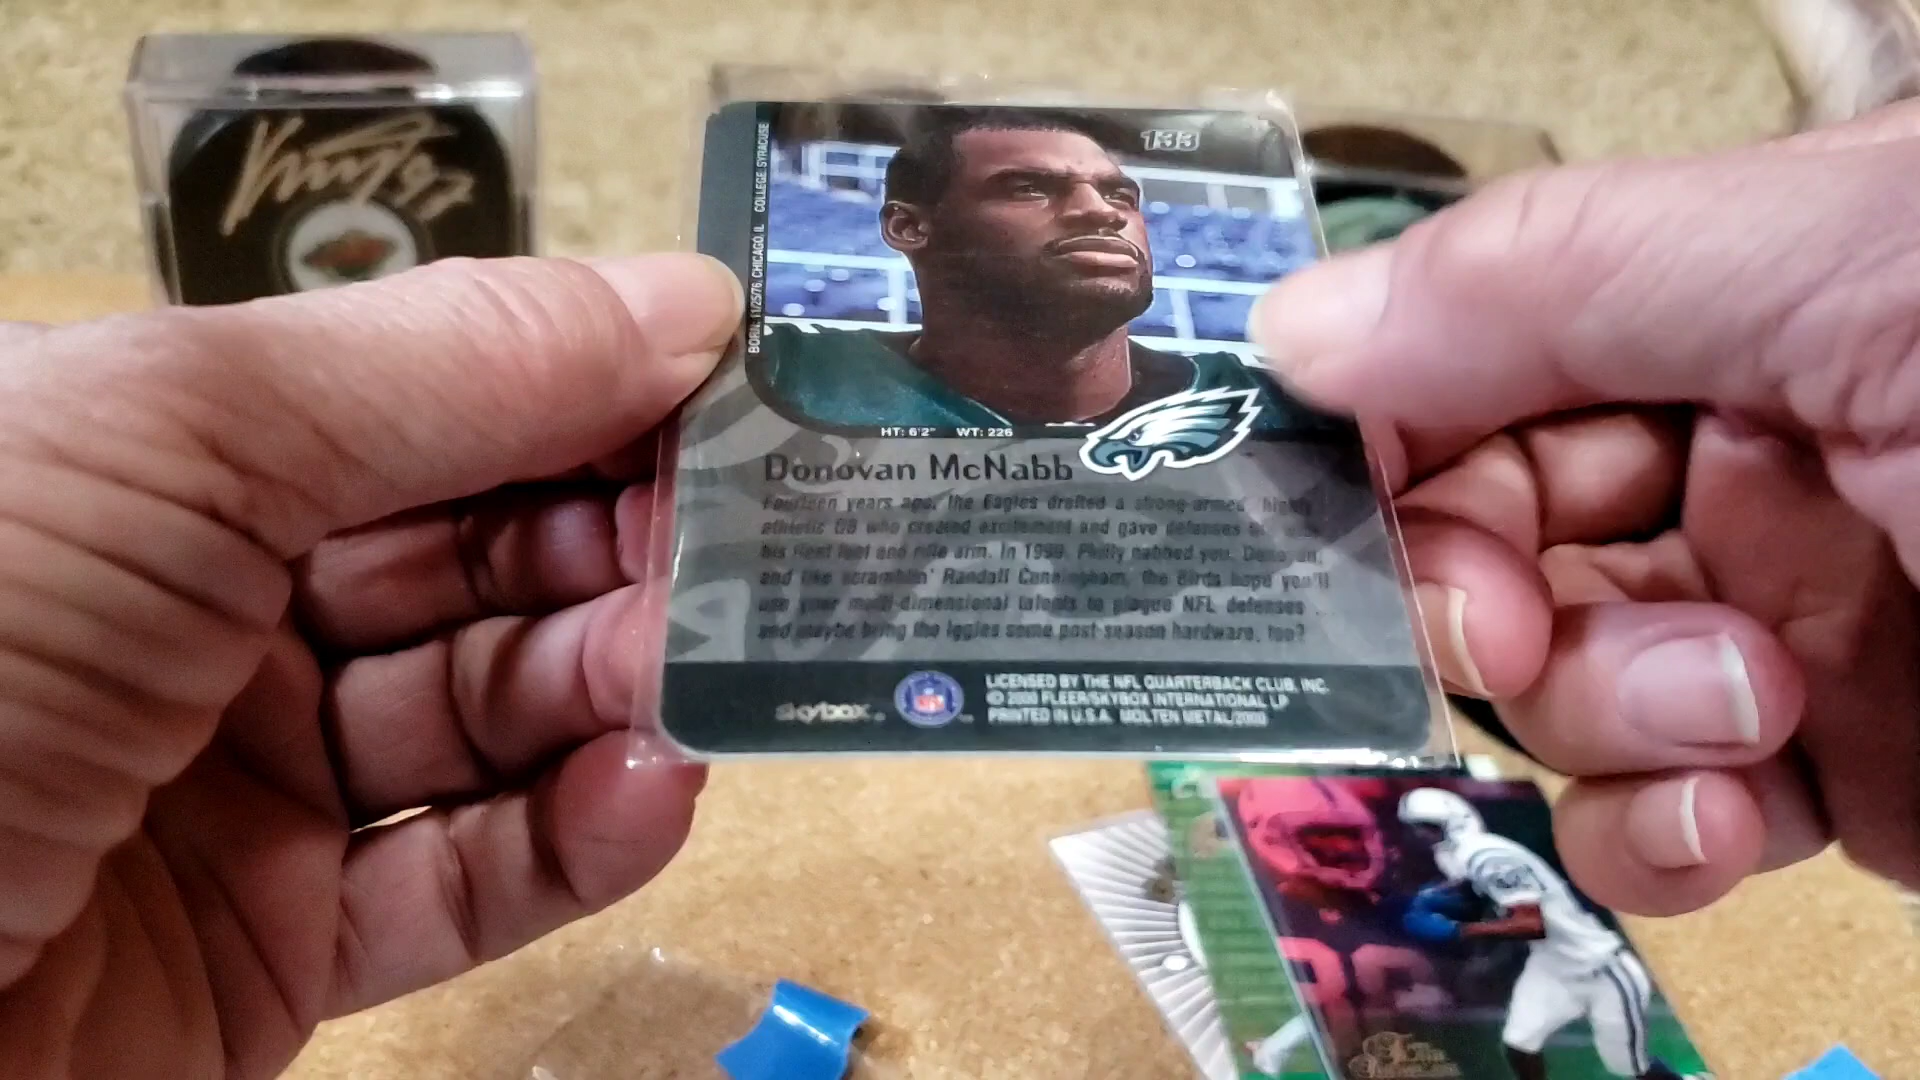 133
BORN: 11/25/76, CHICAGO, IL COLLEGE: SYRACUSE
HT: 6'2" WT: 226
Donovan McNabb
Fourteen years ago, the Eagles drafted a strong-armed, highly
athletic QB who created excitement and gave defenses fits with
his fleet feet and rifle arm. In 1999, Philly nabbed you, Donovan,
and like scramblin' Randall Cunningham, the Birds hope you'll
use your multi-dimensional talents to plague NFL defenses ...
and maybe bring the Iggles some post-season hardware, too?
skybox
NFL
LICENSED BY THE NFL QUARTERBACK CLUB, INC.
© 2000 FLEER/SKYBOX INTERNATIONAL LP
PRINTED IN U.S.A. MOLTEN METAL/2000